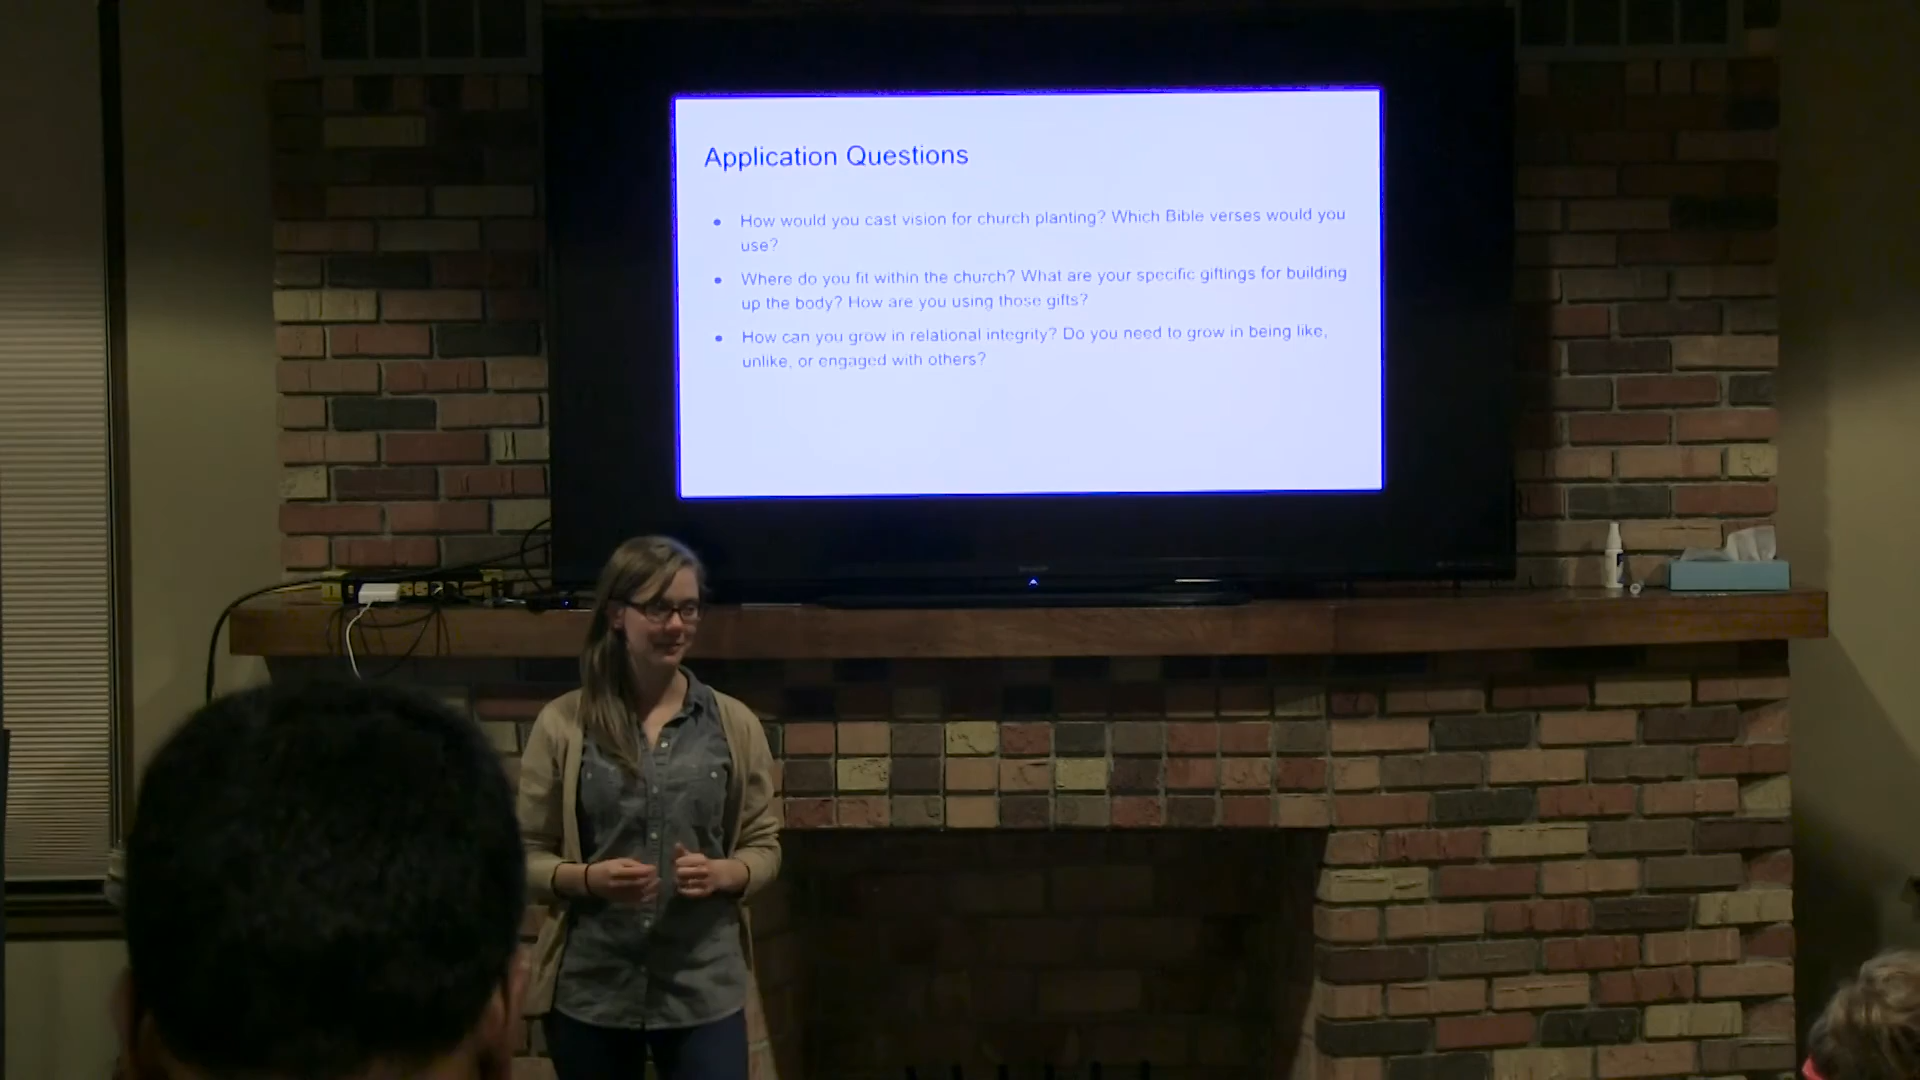 Application Questions
● How would you cast vision for church planting? Which Bible verses would you
use?
● Where do you fit within the church? What are your specific giftings for building
up the body? How are you using those gifts?
● How can you grow in relational integrity? Do you need to grow in being like,
unlike, or engaged with others?